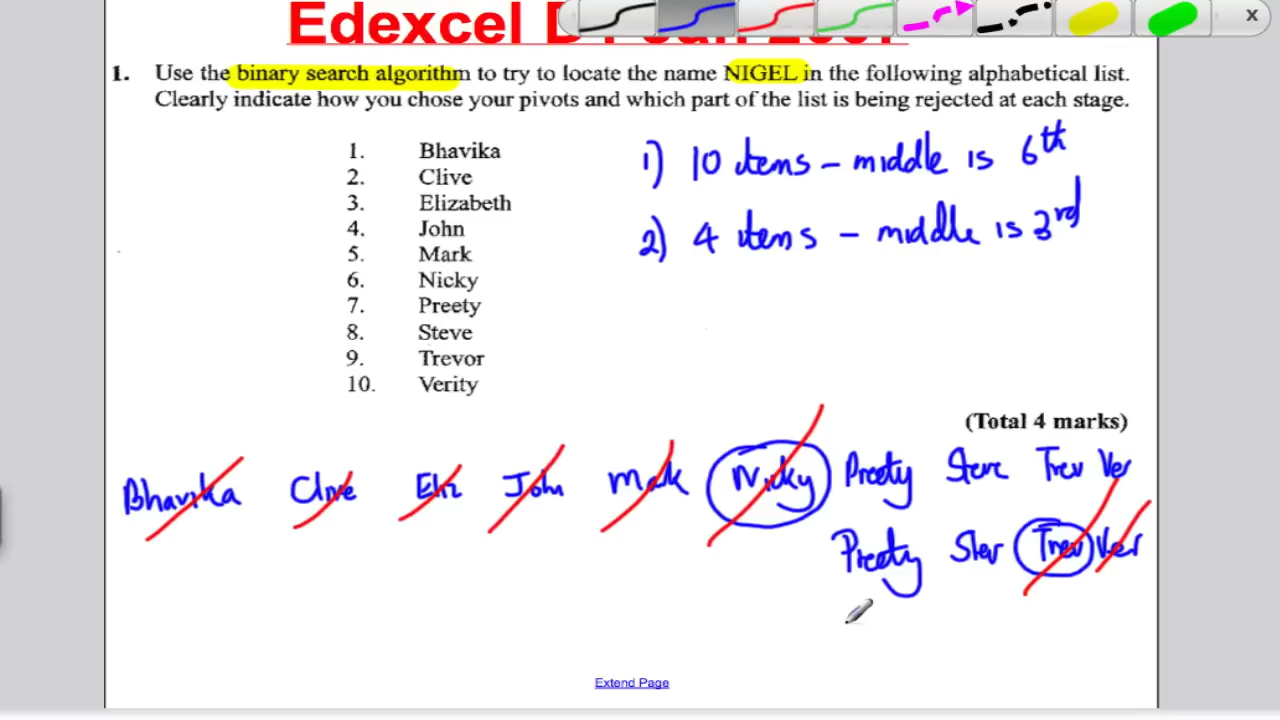 Edexcel D1 Jan 2007
x
1. Use the binary search algorithm to try to locate the name NIGEL in the following alphabetical list.
Clearly indicate how you chose your pivots and which part of the list is being rejected at each stage.
1. Bhavika
2. Clive
3. Elizabeth
4. John
5. Mark
6. Nicky
7. Preety
8. Steve
9. Trevor
10. Verity
1) 10 items - middle is 6th
2) 4 items - middle is 3rd
(Total 4 marks)
Bhavika Clive Eliz John Mark Nicky Preety Steve Trev Ver
Preety Stev Trev Ver
Extend Page